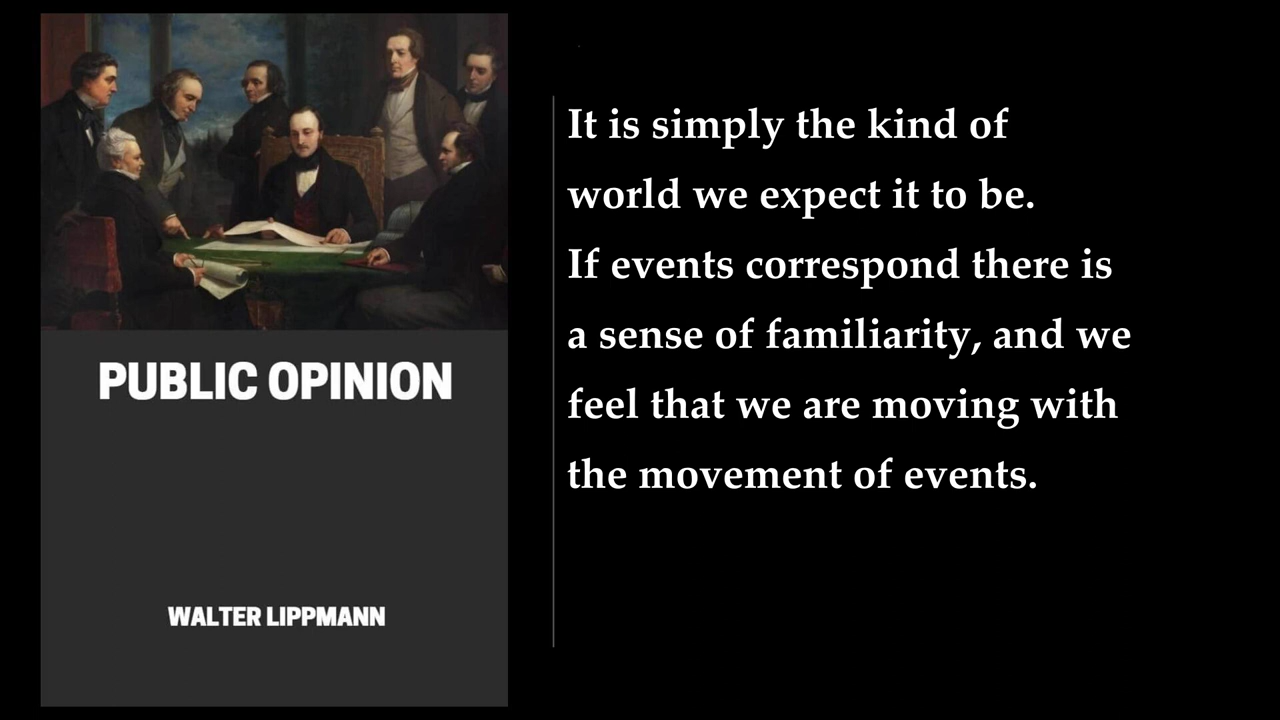 PUBLIC OPINION
WALTER LIPPMANN
It is simply the kind of
world we expect it to be.
If events correspond there is
a sense of familiarity, and we
feel that we are moving with
the movement of events.